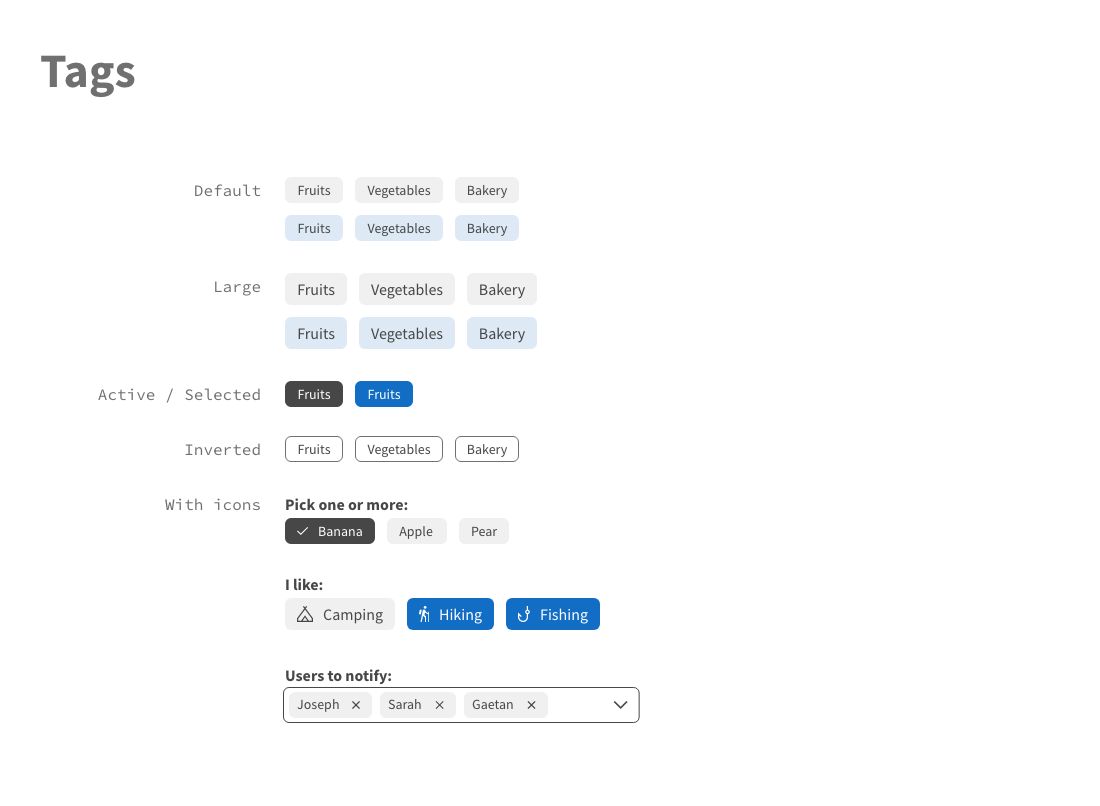 Tags
Default Fruits Vegetables Bakery
Fruits Vegetables Bakery
Large Fruits Vegetables Bakery
Fruits Vegetables Bakery
Active / Selected Fruits Fruits
Inverted Fruits Vegetables Bakery
With icons Pick one or more:
Banana Apple Pear
I like:
Camping Hiking Fishing
Users to notify:
Joseph Sarah Gaetan